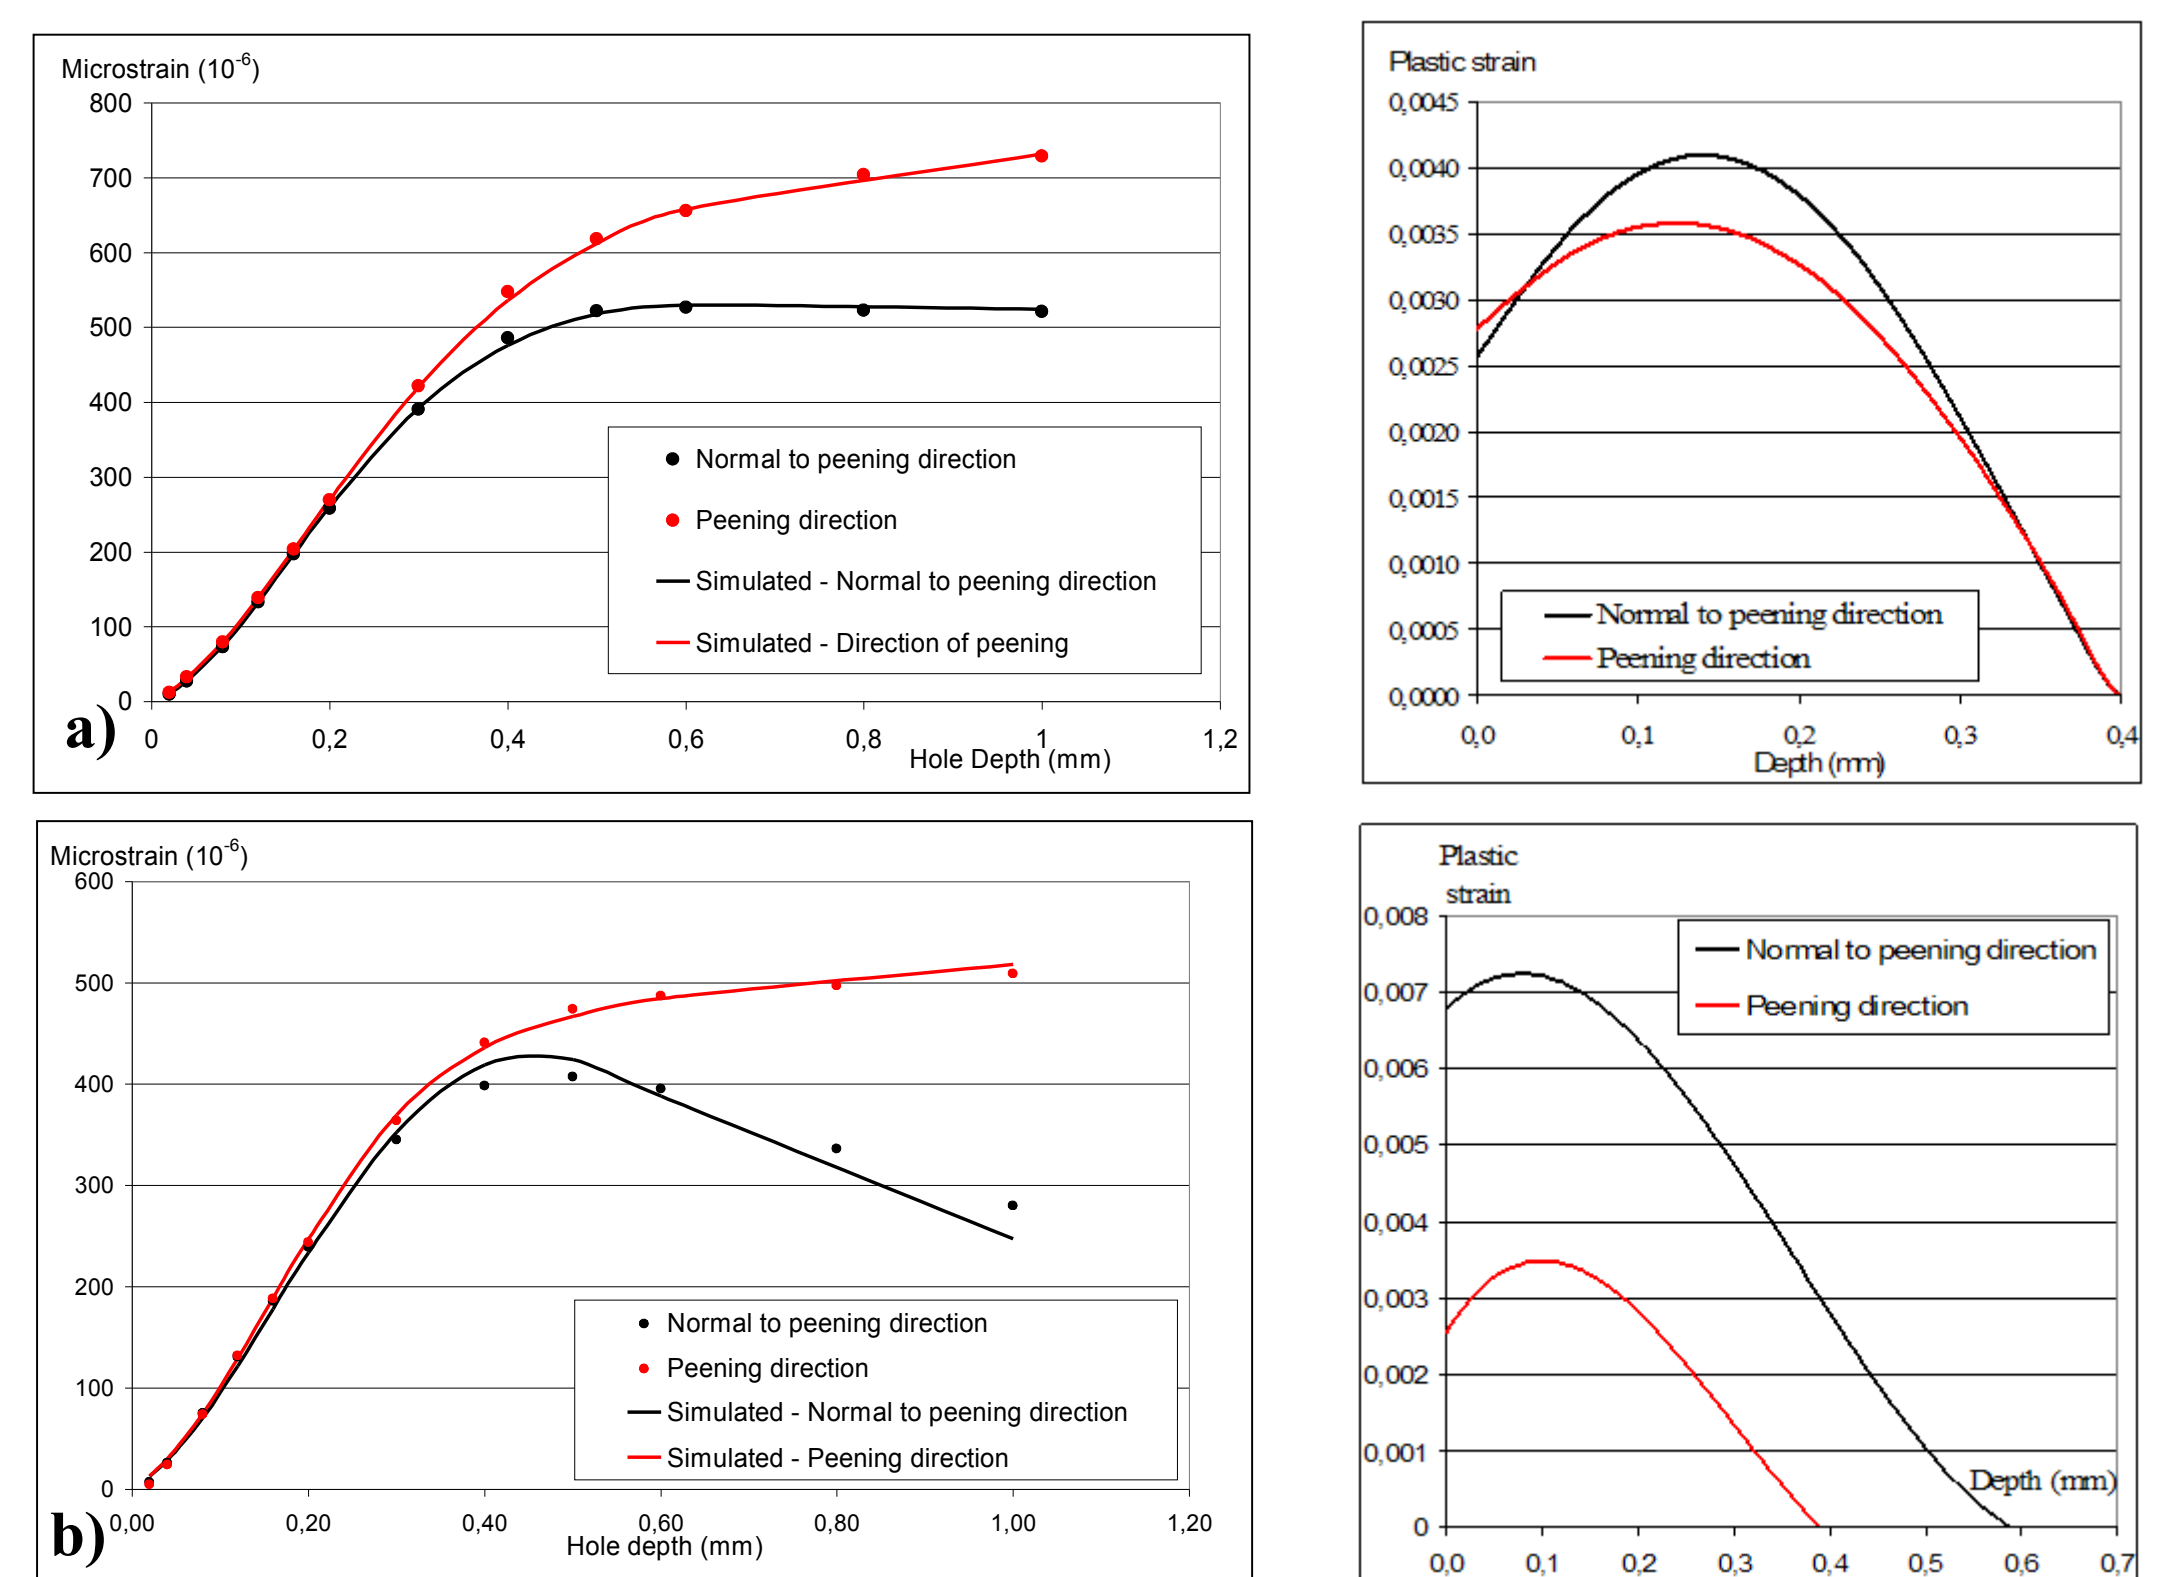 Microstrain (10-6)
800
700
600
500
400
300
200
100
0
0 0,2 0,4 0,6 0,8 1 1,2
Hole Depth (mm)
Normal to peening direction
Peening direction
Simulated - Normal to peening direction
Simulated - Direction of peening
a)
Plastic strain
0,0045
0,0040
0,0035
0,0030
0,0025
0,0020
0,0015
0,0010
0,0005
0,0000
0,0 0,1 0,2 0,3 0,4
Depth (mm)
Normal to peening direction
Peening direction
Microstrain (10-6)
600
500
400
300
200
100
0
0,00 0,20 0,40 0,60 0,80 1,00 1,20
Hole depth (mm)
Normal to peening direction
Peening direction
Simulated - Normal to peening direction
Simulated - Peening direction
b)
Plastic
strain
0,008
0,007
0,006
0,005
0,004
0,003
0,002
0,001
0
Normal to peening direction
Peening direction
Depth (mm)
0,0 0,1 0,2 0,3 0,4 0,5 0,6 0,7